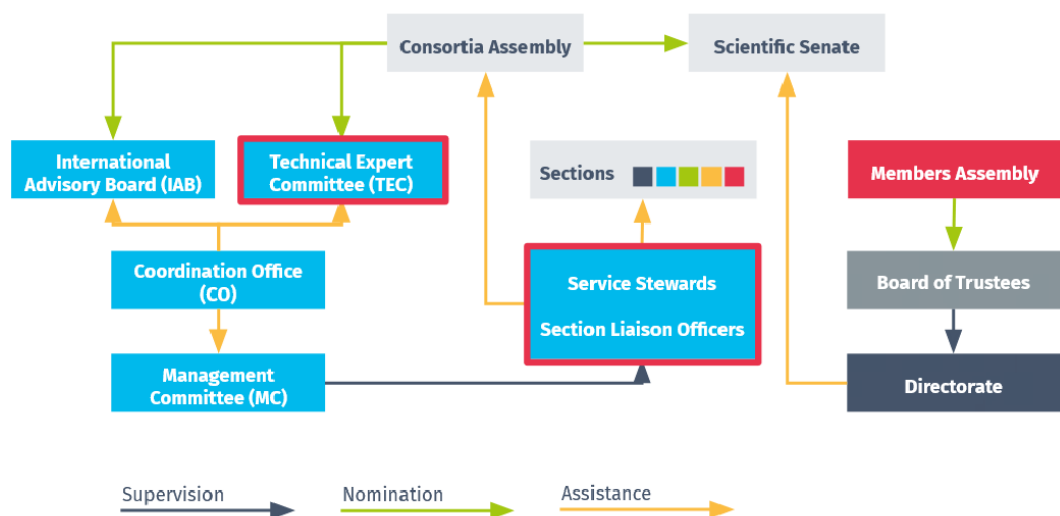 Consortia Assembly
Scientific Senate
International
Advisory Board (IAB)
Technical Expert
Committee (TEC)
Sections
Members Assembly
Coordination Office
(CO)
Service Stewards
Section Liaison Officers
Board of Trustees
Management
Committee (MC)
Directorate
Supervision
Nomination
Assistance